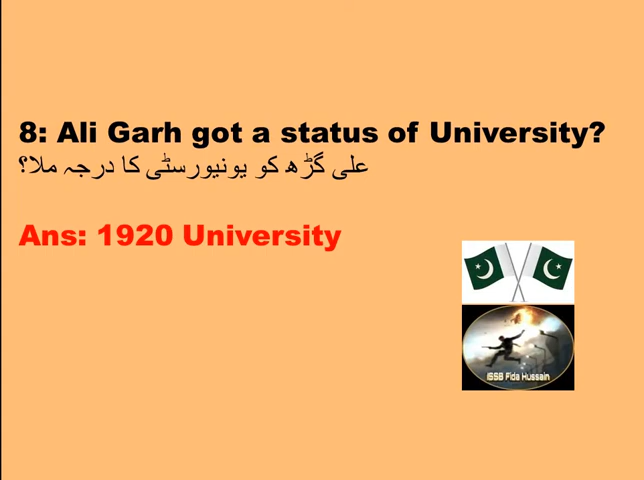 8: Ali Garh got a status of University?
علی گڑھ کو یونیورسٹی کا درجہ ملا؟
Ans: 1920 University
ISSB Fida Hussain